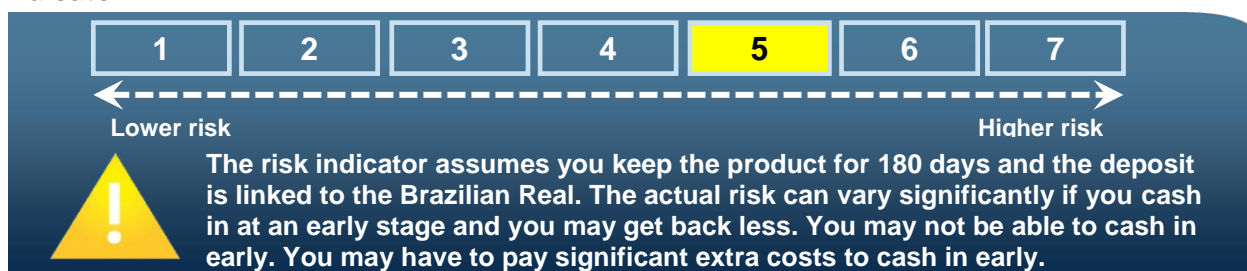 1 2 3 4 5 6 7
Lower risk Higher risk
The risk indicator assumes you keep the product for 180 days and the deposit
is linked to the Brazilian Real. The actual risk can vary significantly if you cash
in at an early stage and you may get back less. You may not be able to cash in
early. You may have to pay significant extra costs to cash in early.